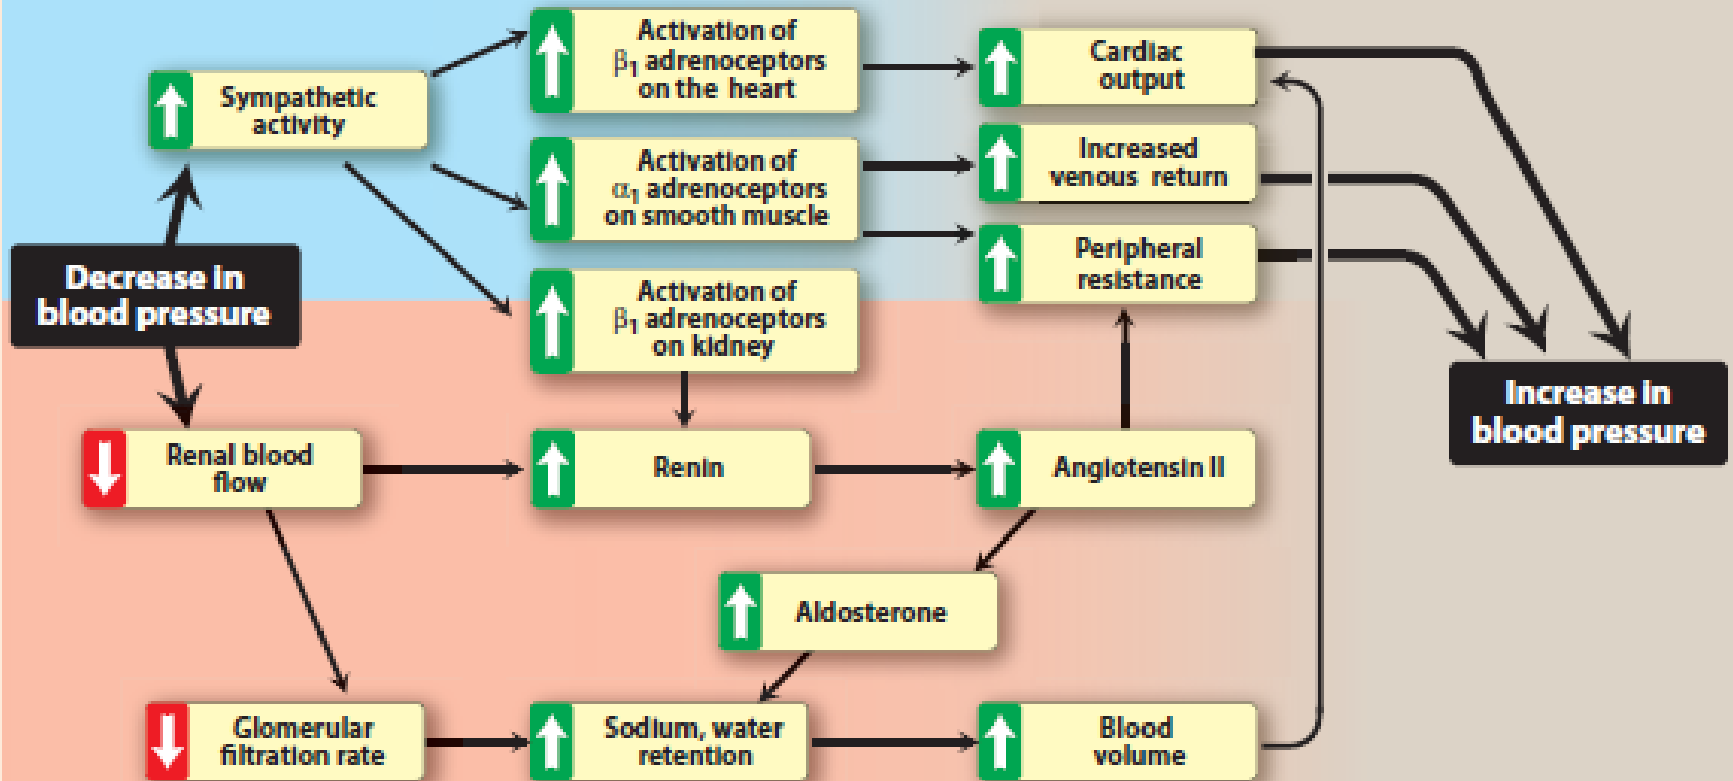 Activation of
β1 adrenoceptors
on the heart
Cardiac
output
Sympathetic
activity
Activation of
α1 adrenoceptors
on smooth muscle
Increased
venous return
Peripheral
resistance
Decrease in
blood pressure
Activation of
β1 adrenoceptors
on kidney
Increase in
blood pressure
Renal blood
flow
Renin
Angiotensin II
Aldosterone
Glomerular
filtration rate
Sodium, water
retention
Blood
volume